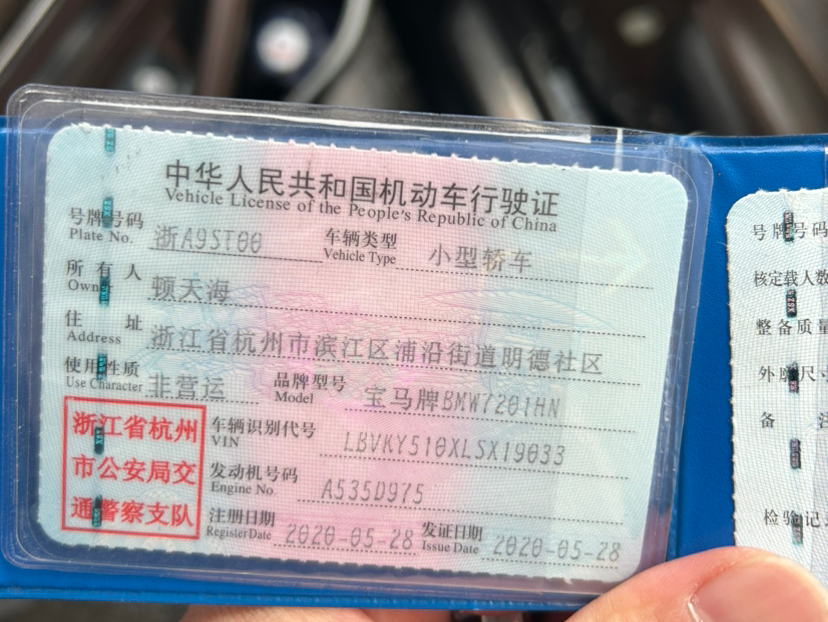 中华人民共和国机动车行驶证
Vehicle License of the People's Republic of China
号牌号码 浙A9ST00 车辆类型 小型轿车
Plate No. Vehicle Type
所有人 顿天海
Owner
住址 浙江省杭州市滨江区浦沿街道明德社区
Address
使用性质 非营运 品牌型号 宝马牌BMW7201HN
Use Character Model
浙江省杭州
市公安局交
通警察支队
车辆识别代号 LBVKY510XLSX19033
VIN
发动机号码 A535D975
Engine No.
注册日期 2020-05-28 发证日期 2020-05-28
Register Date Issue Date
号牌号码
核定载人数
整备质量
外廓尺寸
备注
检验记